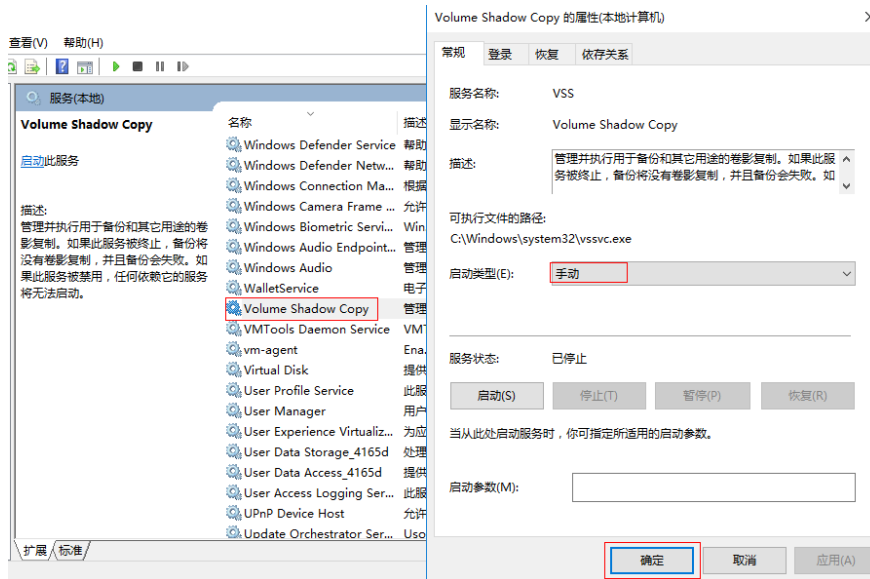 查看(V) 帮助(H)
服务(本地)
Volume Shadow Copy
启动此服务
描述:
管理并执行用于备份和其它用途的卷
影复制。如果此服务被终止，备份将
没有卷影复制，并且备份会失败。如
果此服务被禁用，任何依赖它的服务
将无法启动。
名称 描述
Windows Defender Service 帮助
Windows Defender Netw... 帮助
Windows Connection Ma... 根据
Windows Camera Frame ... 允许
Windows Biometric Servi... Win
Windows Audio Endpoint... 管理
Windows Audio 管理
WalletService 电子
Volume Shadow Copy 管理
VMTools Daemon Service VMT
vm-agent Ena.
Virtual Disk 提供
User Profile Service 此服
User Manager 用户
User Experience Virtualiz... 为应
User Data Storage_4165d 处理
User Data Access_4165d 提供
User Access Logging Ser... 此服
UPnP Device Host 允许
Update Orchestrator Ser... Uso
扩展 标准
Volume Shadow Copy 的属性(本地计算机)
常规 登录 恢复 依存关系
服务名称: VSS
显示名称: Volume Shadow Copy
描述: 管理并执行用于备份和其它用途的卷影复制。如果此服
务被终止，备份将没有卷影复制，并且备份会失败。如
可执行文件的路径:
C:\Windows\system32\vssvc.exe
启动类型(E): 手动
服务状态: 已停止
启动(S) 停止(T) 暂停(P) 恢复(R)
当从此处启动服务时，你可指定所适用的启动参数。
启动参数(M):
确定 取消 应用(A)